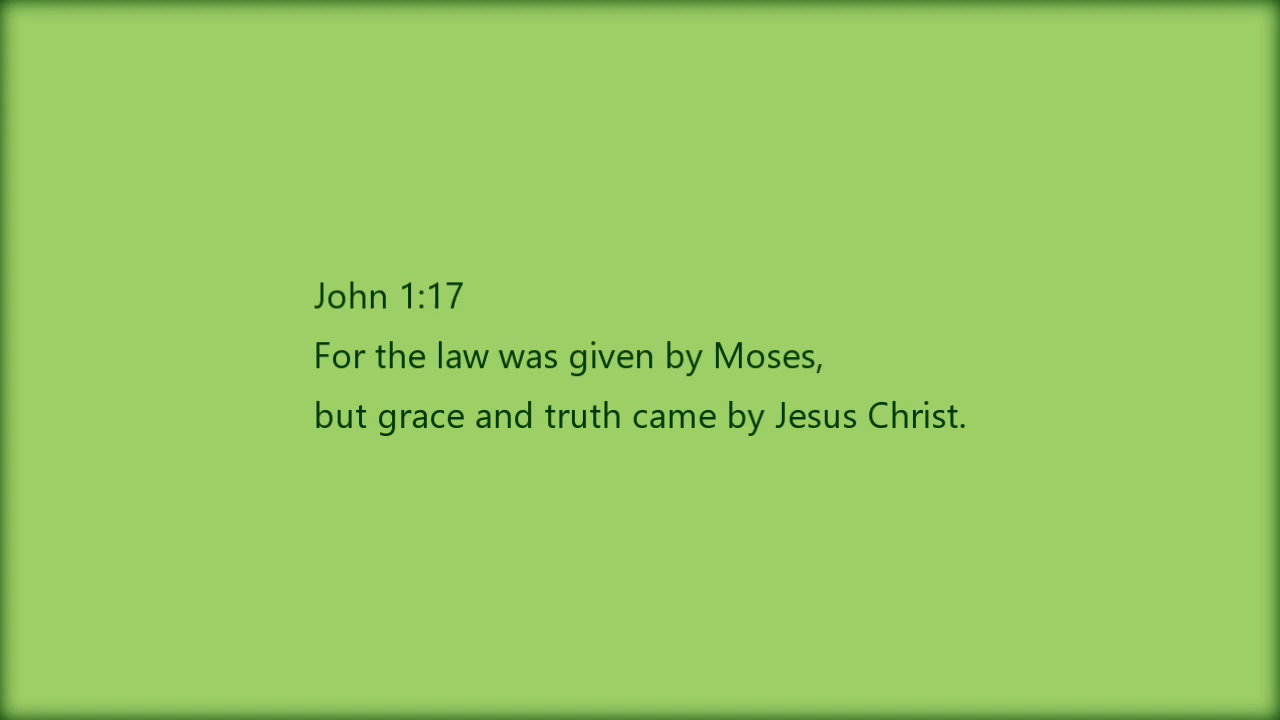 John 1:17
For the law was given by Moses,
but grace and truth came by Jesus Christ.